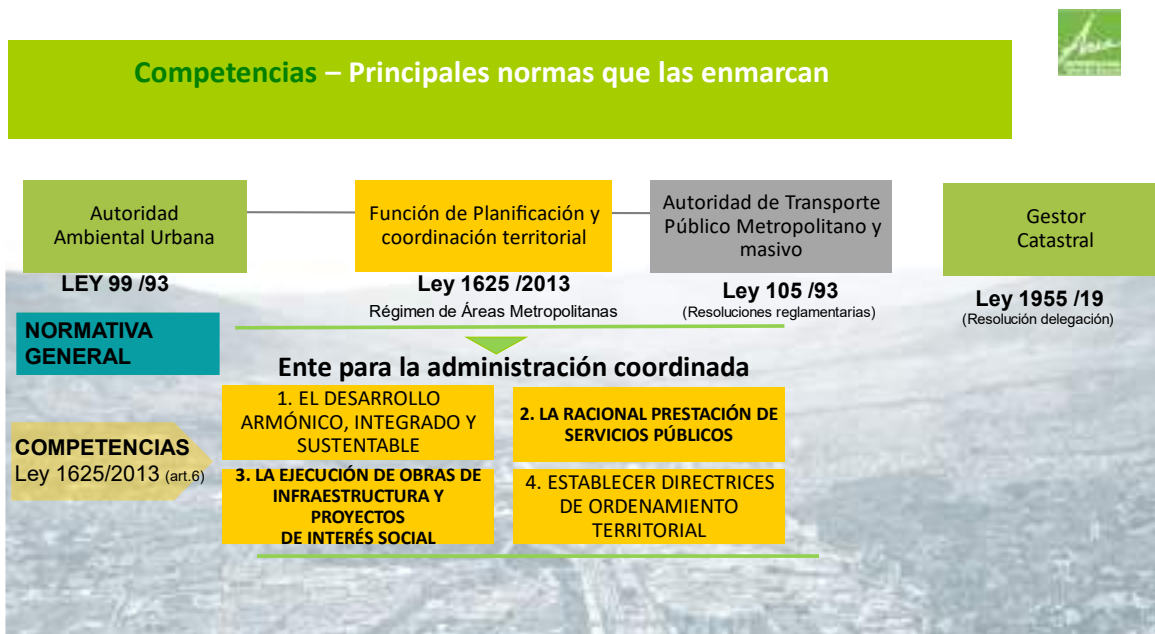 Competencias – Principales normas que las enmarcan
Autoridad
Ambiental Urbana
LEY 99 /93
Función de Planificación y
coordinación territorial
Ley 1625 /2013
Régimen de Áreas Metropolitanas
Autoridad de Transporte
Público Metropolitano y
masivo
Ley 105 /93
(Resoluciones reglamentarias)
Gestor
Catastral
Ley 1955 /19
(Resolución delegación)
NORMATIVA
GENERAL
Ente para la administración coordinada
COMPETENCIAS
Ley 1625/2013 (art.6)
1. EL DESARROLLO
ARMÓNICO, INTEGRADO Y
SUSTENTABLE
2. LA RACIONAL PRESTACIÓN DE
SERVICIOS PÚBLICOS
3. LA EJECUCIÓN DE OBRAS DE
INFRAESTRUCTURA Y
PROYECTOS
DE INTERÉS SOCIAL
4. ESTABLECER DIRECTRICES
DE ORDENAMIENTO
TERRITORIAL